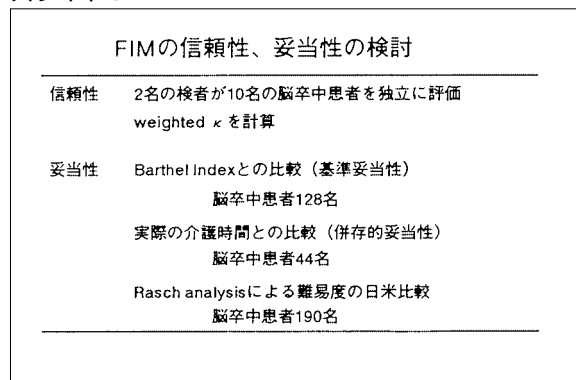 FIMの信頼性、妥当性の検討
信頼性 2名の検者が10名の脳卒中患者を独立に評価
weighted κ を計算
妥当性 Barthel Indexとの比較（基準妥当性）
脳卒中患者128名
実際の介護時間との比較（併存的妥当性）
脳卒中患者44名
Rasch analysisによる難易度の日米比較
脳卒中患者190名